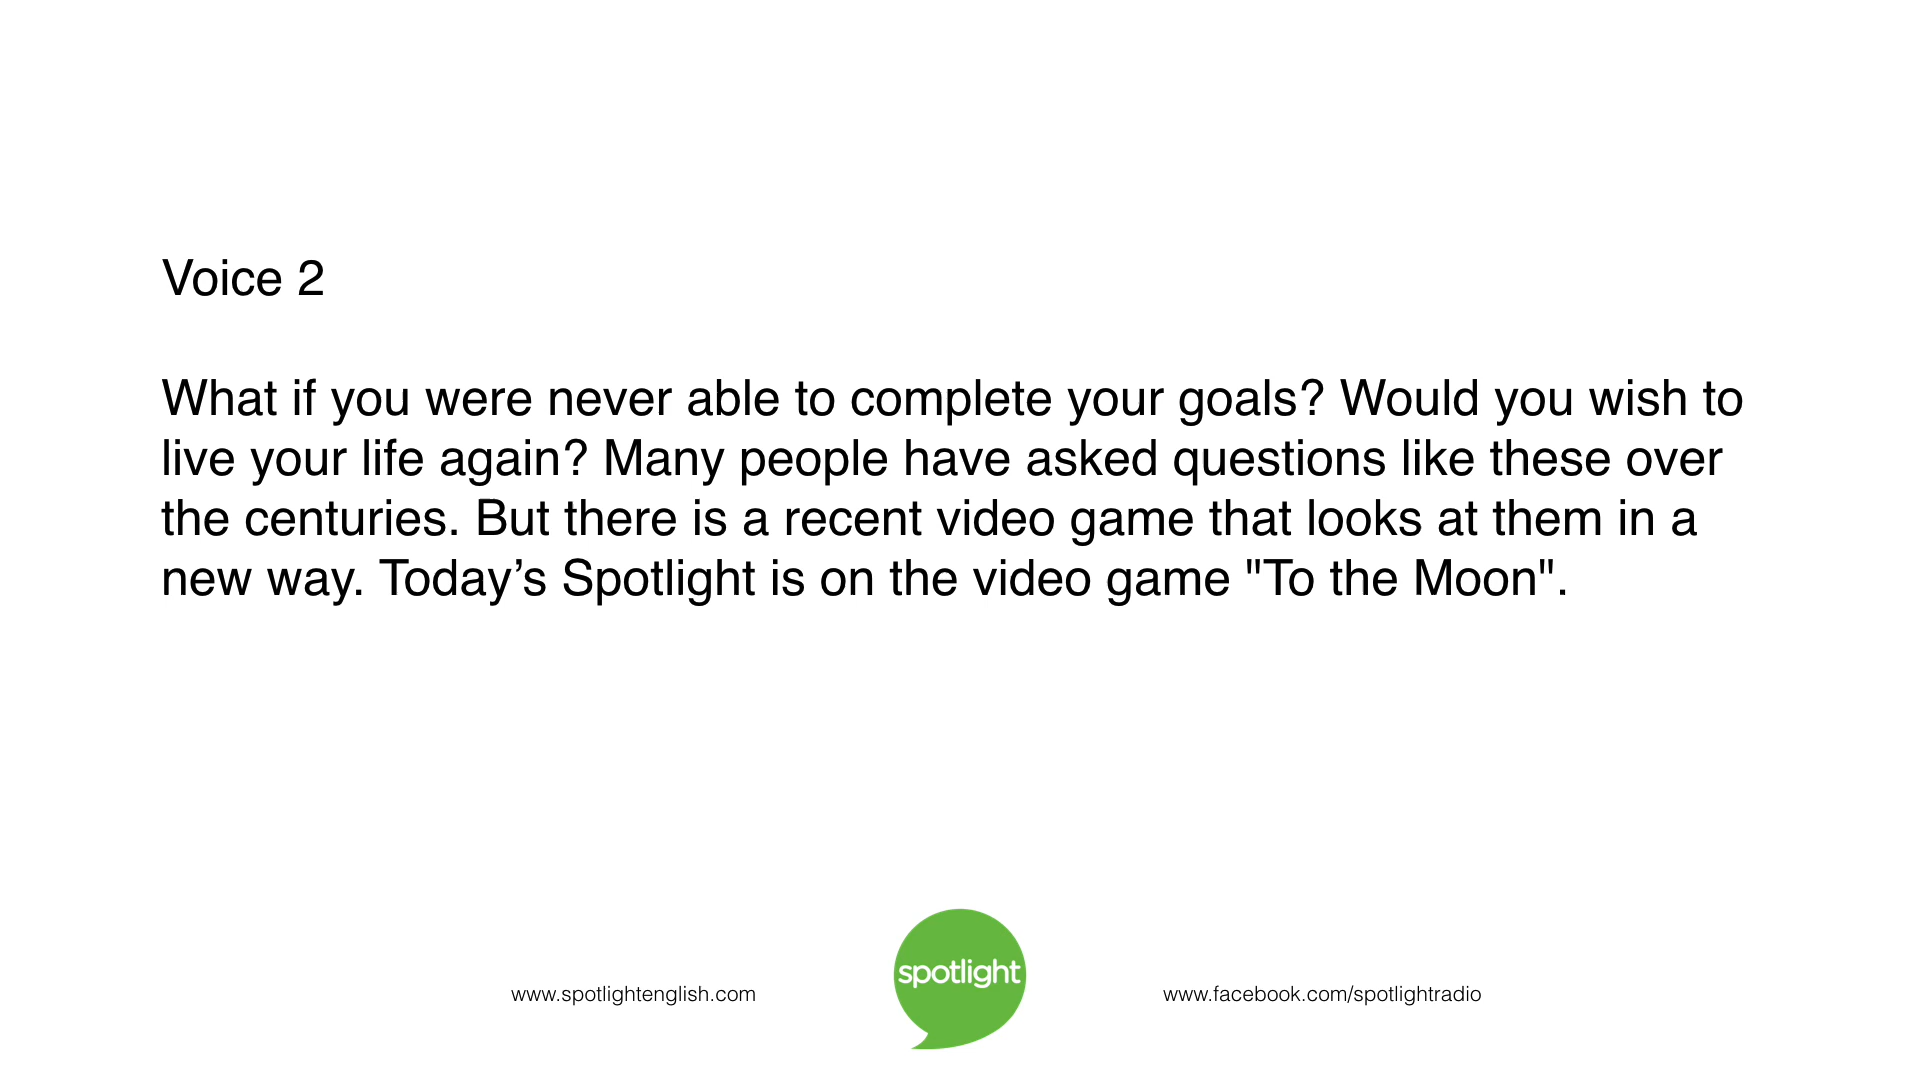 Voice 2
What if you were never able to complete your goals? Would you wish to
live your life again? Many people have asked questions like these over
the centuries. But there is a recent video game that looks at them in a
new way. Today’s Spotlight is on the video game "To the Moon".
spotlight
www.spotlightenglish.com
www.facebook.com/spotlightradio